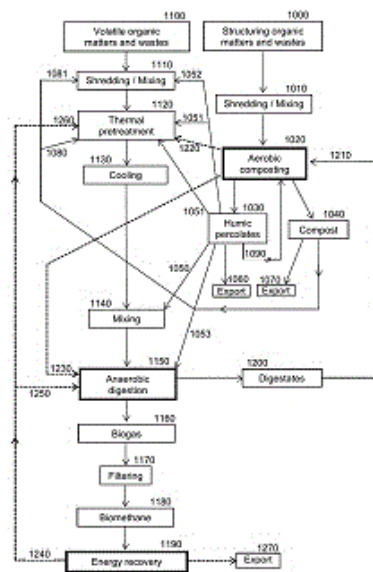 1100
1000
Volatile organic
matters and wastes
Structuring organic
matters and wastes
1081
1110
1052
Shredding / Mixing
1010
Shredding / Mixing
1260
1120
1051
Thermal
pretreatment
1020
1080
1220
1210
Aerobic
composting
1130
Cooling
1051
1030
1040
Humic
percolates
Compost
1090
1050
1060
1070
Export
Export
1140
Mixing
1053
1230
1150
1200
Anaerobic
digestion
Digestates
1250
1160
Biogas
1170
Filtering
1180
Biomethane
1190
1240
1270
Energy recovery
Export